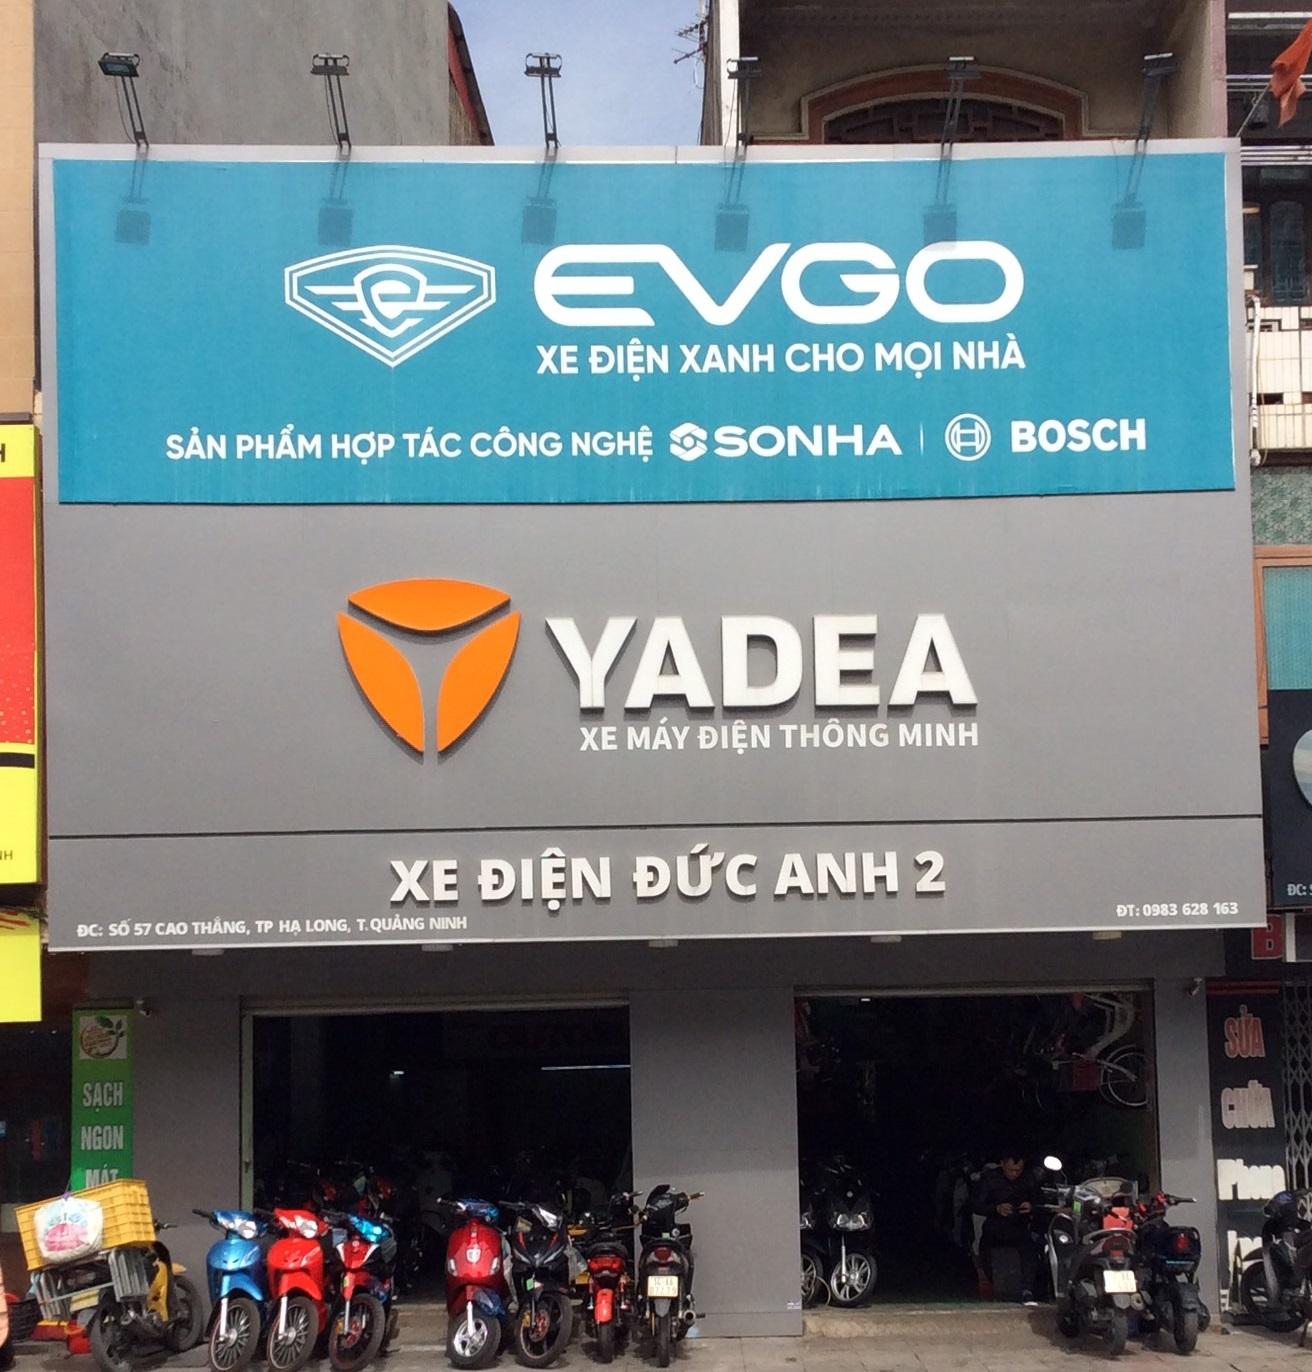 EVGO
XE ĐIỆN XANH CHO MỌI NHÀ
SẢN PHẨM HỢP TÁC CÔNG NGHỆ SONHA | BOSCH
YADEA
XE MÁY ĐIỆN THÔNG MINH
XE ĐIỆN ĐỨC ANH 2
ĐC: SỐ 57 CAO THẮNG, TP HẠ LONG, T. QUẢNG NINH
ĐT: 0983 628 163
SẠCH
NGON
MÁT
SỬA
CHỮA
ĐC: